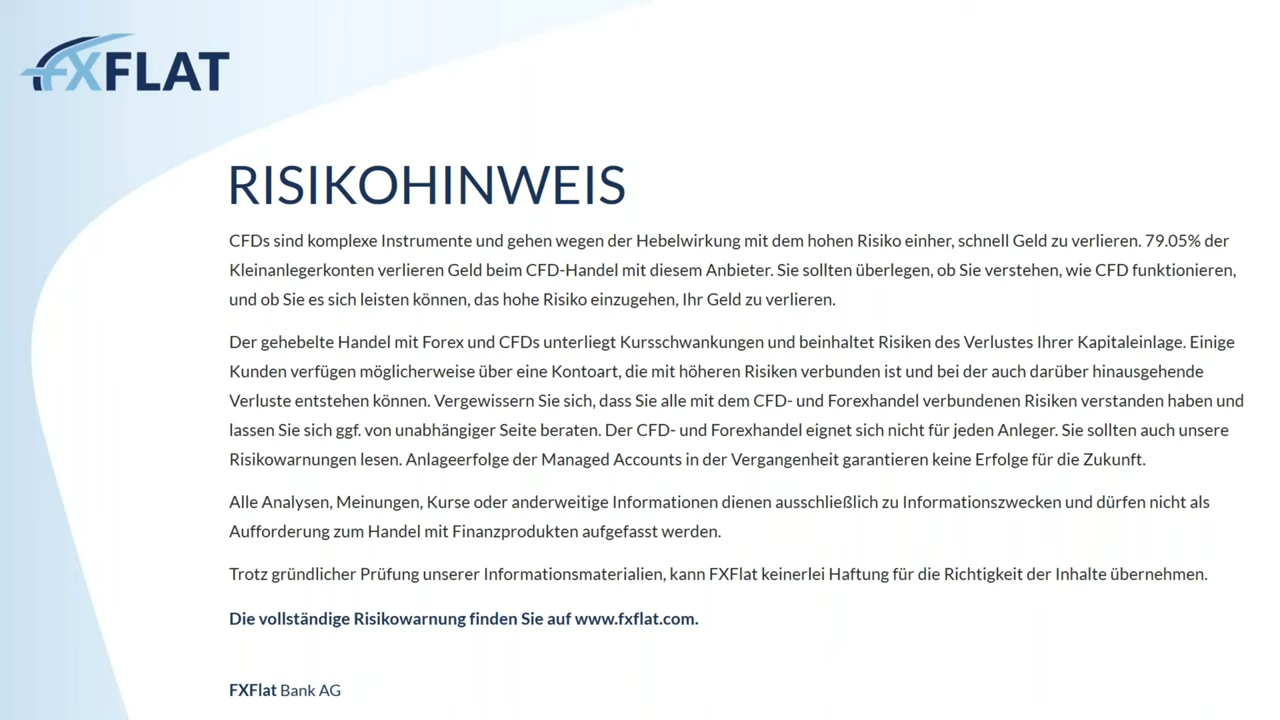 FXFLAT
RISIKOHINWEIS
CFDs sind komplexe Instrumente und gehen wegen der Hebelwirkung mit dem hohen Risiko einher, schnell Geld zu verlieren. 79.05% der
Kleinanlegerkonten verlieren Geld beim CFD-Handel mit diesem Anbieter. Sie sollten überlegen, ob Sie verstehen, wie CFD funktionieren,
und ob Sie es sich leisten können, das hohe Risiko einzugehen, Ihr Geld zu verlieren.
Der gehebelte Handel mit Forex und CFDs unterliegt Kursschwankungen und beinhaltet Risiken des Verlustes Ihrer Kapitaleinlage. Einige
Kunden verfügen möglicherweise über eine Kontoart, die mit höheren Risiken verbunden ist und bei der auch darüber hinausgehende
Verluste entstehen können. Vergewissern Sie sich, dass Sie alle mit dem CFD- und Forexhandel verbundenen Risiken verstanden haben und
lassen Sie sich ggf. von unabhängiger Seite beraten. Der CFD- und Forexhandel eignet sich nicht für jeden Anleger. Sie sollten auch unsere
Risikowarnungen lesen. Anlageerfolge der Managed Accounts in der Vergangenheit garantieren keine Erfolge für die Zukunft.
Alle Analysen, Meinungen, Kurse oder anderweitige Informationen dienen ausschließlich zu Informationszwecken und dürfen nicht als
Aufforderung zum Handel mit Finanzprodukten aufgefasst werden.
Trotz gründlicher Prüfung unserer Informationsmaterialien, kann FXFlat keinerlei Haftung für die Richtigkeit der Inhalte übernehmen.
Die vollständige Risikowarnung finden Sie auf www.fxflat.com.
FXFlat Bank AG